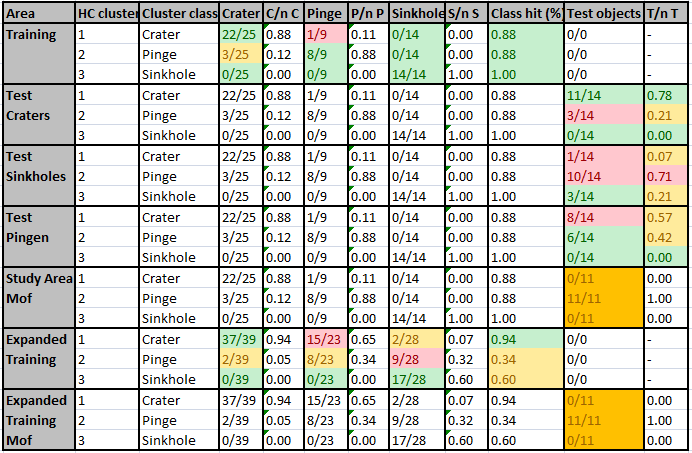 Area HC cluster Cluster class Crater C/n C Pinge P/n P Sinkhole S/n S Class hit (%) Test objects T/n T
Training 1 Crater 22/25 0.88 1/9 0.11 0/14 0.00 0.88 0/0 -
2 Pinge 3/25 0.12 8/9 0.88 0/14 0.00 0.88 0/0 -
3 Sinkhole 0/25 0.00 0/9 0.00 14/14 1.00 1.00 0/0 -
Test 1 Crater 22/25 0.88 1/9 0.11 0/14 0.00 0.88 11/14 0.78
Craters 2 Pinge 3/25 0.12 8/9 0.88 0/14 0.00 0.88 3/14 0.21
3 Sinkhole 0/25 0.00 0/9 0.00 14/14 1.00 1.00 0/14 0.00
Test 1 Crater 22/25 0.88 1/9 0.11 0/14 0.00 0.88 1/14 0.07
Sinkholes 2 Pinge 3/25 0.12 8/9 0.88 0/14 0.00 0.88 10/14 0.71
3 Sinkhole 0/25 0.00 0/9 0.00 14/14 1.00 1.00 3/14 0.21
Test 1 Crater 22/25 0.88 1/9 0.11 0/14 0.00 0.88 8/14 0.57
Pingen 2 Pinge 3/25 0.12 8/9 0.88 0/14 0.00 0.88 6/14 0.42
3 Sinkhole 0/25 0.00 0/9 0.00 14/14 1.00 1.00 0/14 0.00
Study Area 1 Crater 22/25 0.88 1/9 0.11 0/14 0.00 0.88 0/11 0.00
Mof 2 Pinge 3/25 0.12 8/9 0.88 0/14 0.00 0.88 11/11 1.00
3 Sinkhole 0/25 0.00 0/9 0.00 14/14 1.00 1.00 0/11 0.00
Expanded 1 Crater 37/39 0.94 15/23 0.65 2/28 0.07 0.94 0/0 -
Training 2 Pinge 2/39 0.05 8/23 0.34 9/28 0.32 0.34 0/0 -
3 Sinkhole 0/39 0.00 0/23 0.00 17/28 0.60 0.60 0/0 -
Expanded 1 Crater 37/39 0.94 15/23 0.65 2/28 0.07 0.94 0/11 0.00
Training 2 Pinge 2/39 0.05 8/23 0.34 9/28 0.32 0.34 11/11 1.00
Mof 3 Sinkhole 0/39 0.00 0/23 0.00 17/28 0.60 0.60 0/11 0.00